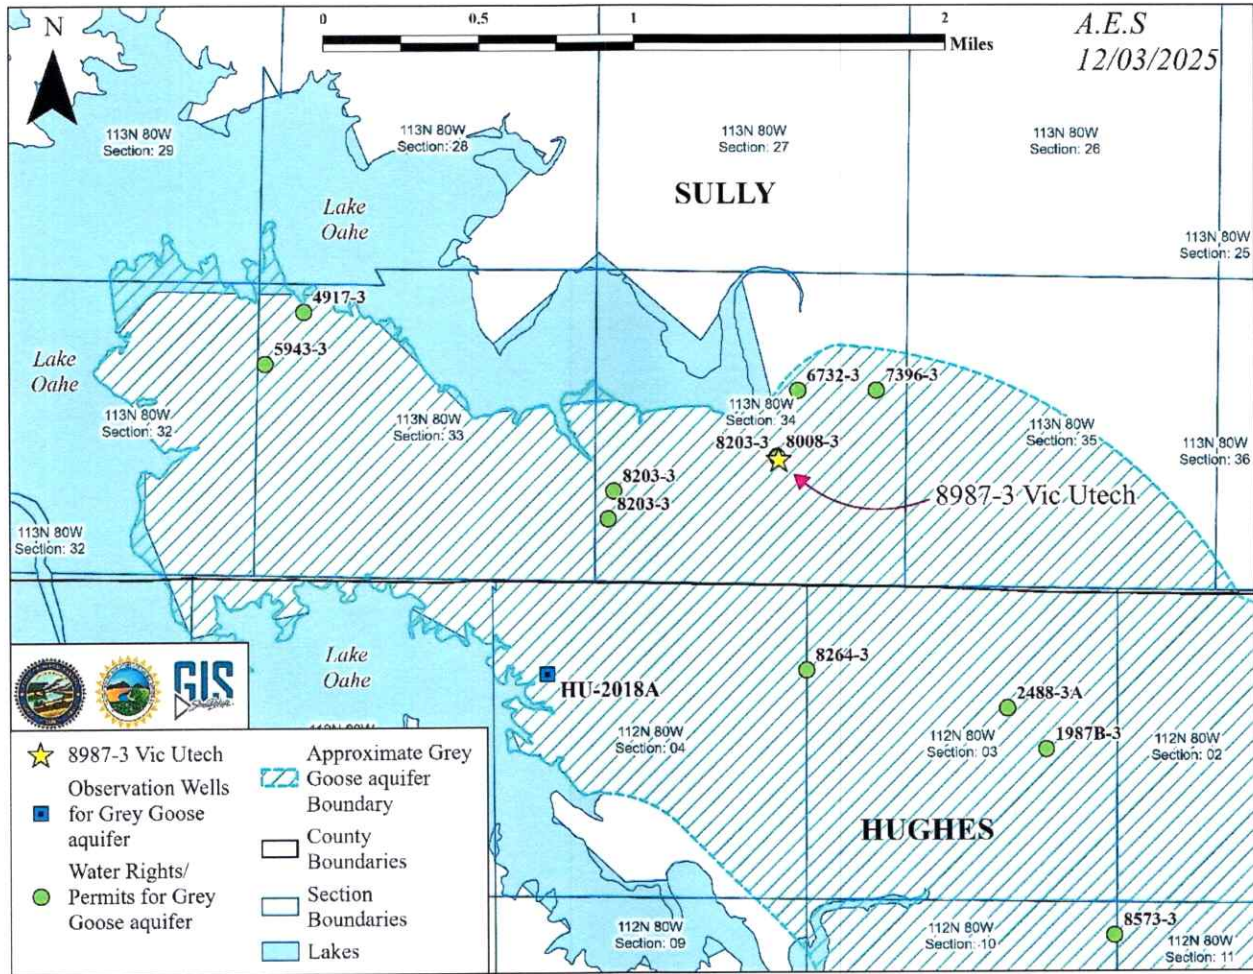 0 0.5 1 2
Miles
A.E.S
12/03/2025
N
113N 80W
Section: 29
113N 80W
Section: 28
113N 80W
Section: 27
113N 80W
Section: 26
SULLY
Lake
Oahe
113N 80W
Section: 25
4917-3
5943-3
Lake
Oahe
6732-3
7396-3
113N 80W
Section: 32
113N 80W
Section: 33
113N 80W
Section: 34
113N 80W
Section: 35
113N 80W
Section: 36
8203-3
8008-3
8203-3
8203-3
8987-3 Vic Utech
113N 80W
Section: 32
Lake
Oahe
HU-2018A
8264-3
2488-3A
1987B-3
112N 80W
Section: 04
112N 80W
Section: 03
112N 80W
Section: 02
HUGHES
8573-3
112N 80W
Section: 09
112N 80W
Section: 10
112N 80W
Section: 11
GIS
8987-3 Vic Utech
Observation Wells
for Grey Goose
aquifer
Water Rights/
Permits for Grey
Goose aquifer
Approximate Grey
Goose aquifer
Boundary
County
Boundaries
Section
Boundaries
Lakes